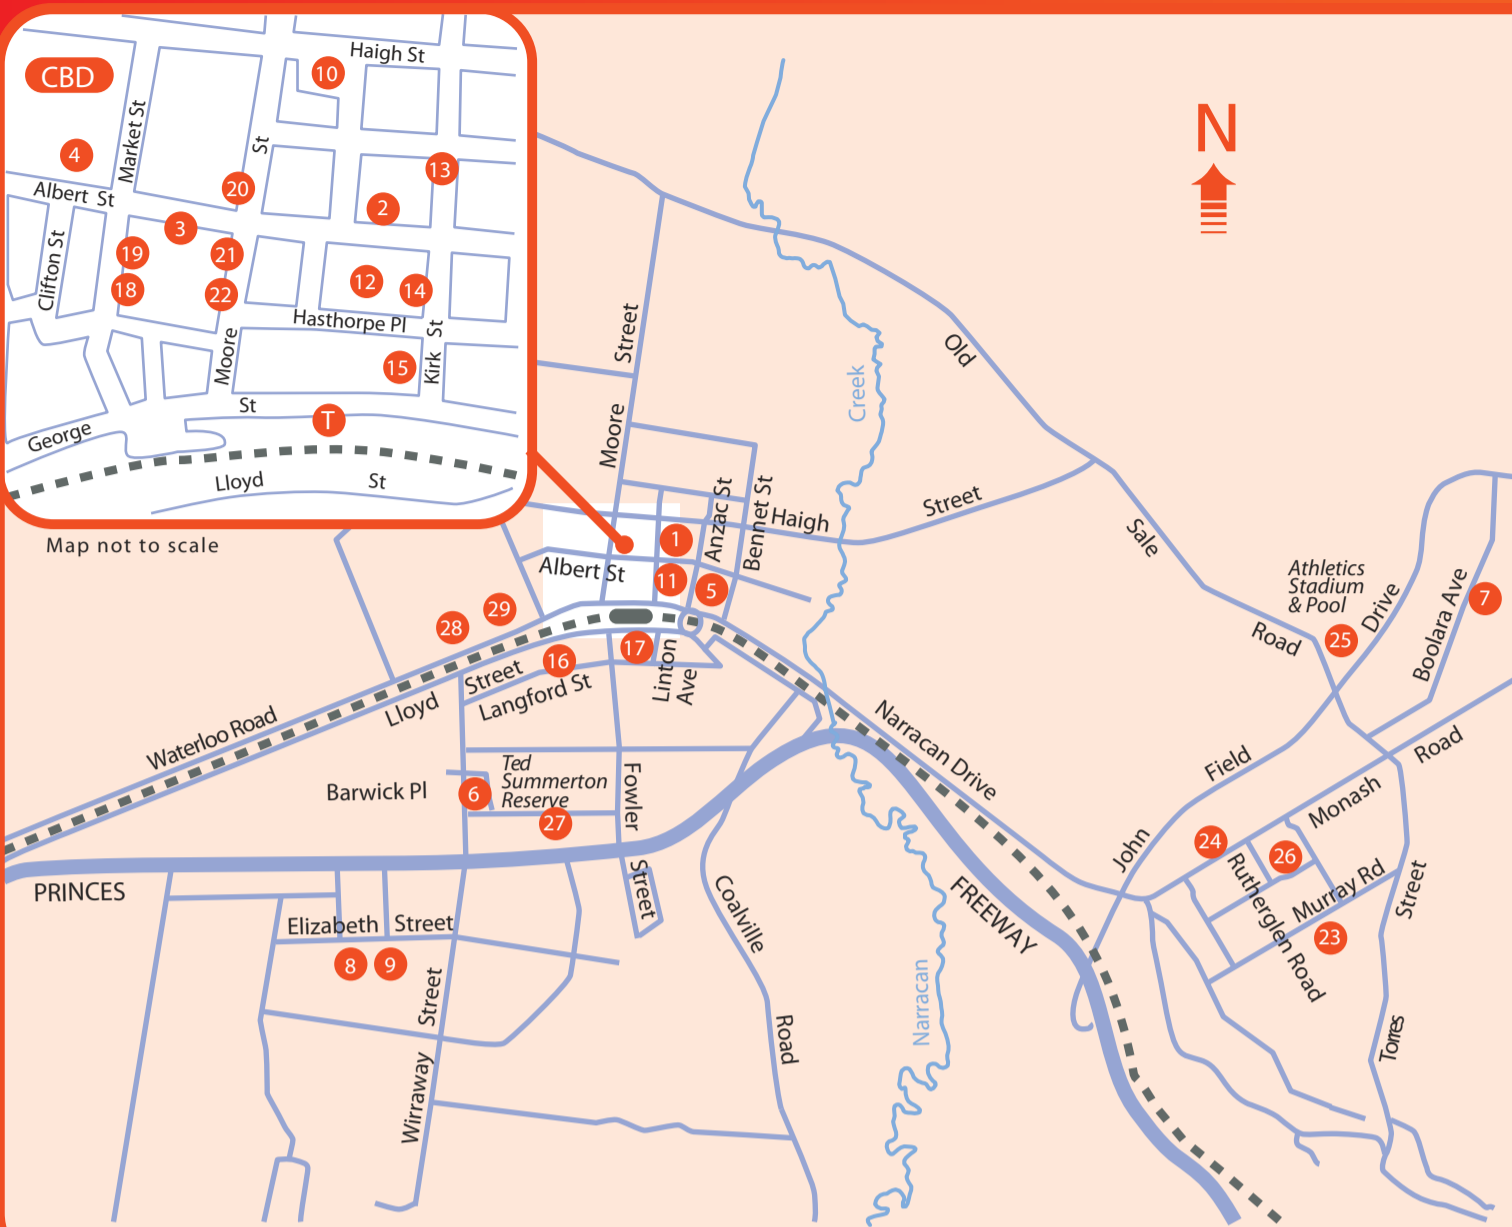 CBD
Haigh St
10
Market St
St
4
13
Albert St
20
2
3
19
21
Clifton St
18
22
12
14
Hasthorpe Pl
Moore
Kirk St
15
St
T
George
Lloyd St
Map not to scale
N
Moore Street
Creek
Old
Sale
Road
Haigh Street
Anzac St
Bennet St
1
Albert St
11
5
29
28
17
16
Linton
Ave
Street
Langford St
Lloyd
Waterloo Road
Athletics
Stadium
& Pool
25
Drive
Boolara Ave
7
Narracan Drive
Field
John
Road
Monash
Barwick Pl
6
Ted
Summerton
Reserve
27
Fowler
Street
24
26
Rutherglen Road
Murray Rd
23
Street
Torres
PRINCES
FREEWAY
Coalville
Road
Narracan
Elizabeth Street
8
9
Street
Wirraway